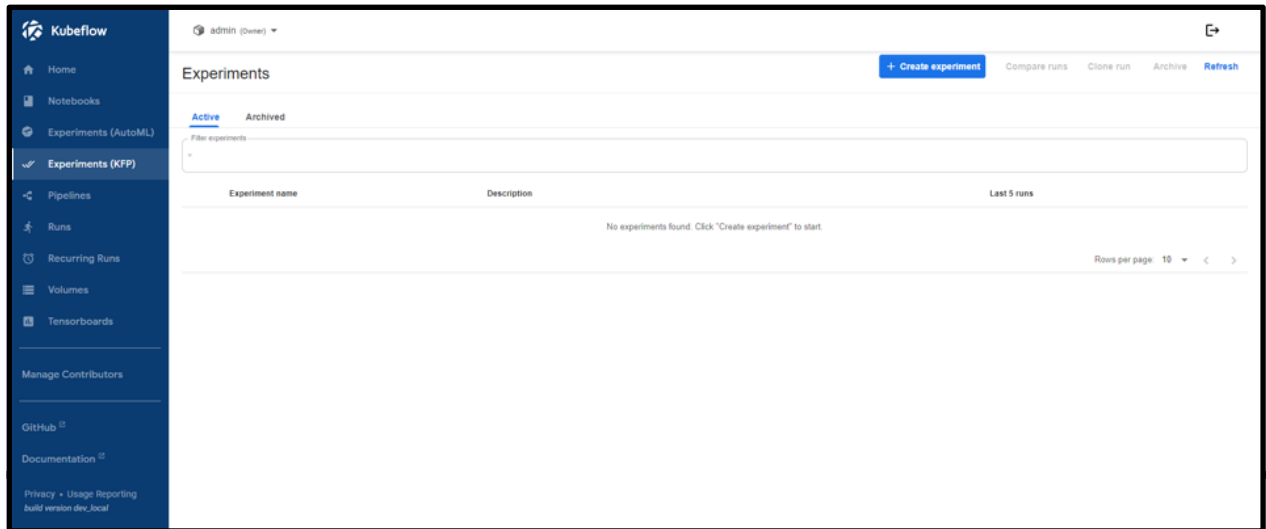 Kubeflow
admin (Owner)
Home
Notebooks
Experiments (AutoML)
Experiments (KFP)
Pipelines
Runs
Recurring Runs
Volumes
Tensorboards
Manage Contributors
GitHub
Documentation
Privacy • Usage Reporting
build version dev_local
Experiments
+ Create experiment Compare runs Clone run Archive Refresh
Active Archived
Filter experiments
Experiment name Description Last 5 runs
No experiments found. Click "Create experiment" to start.
Rows per page: 10